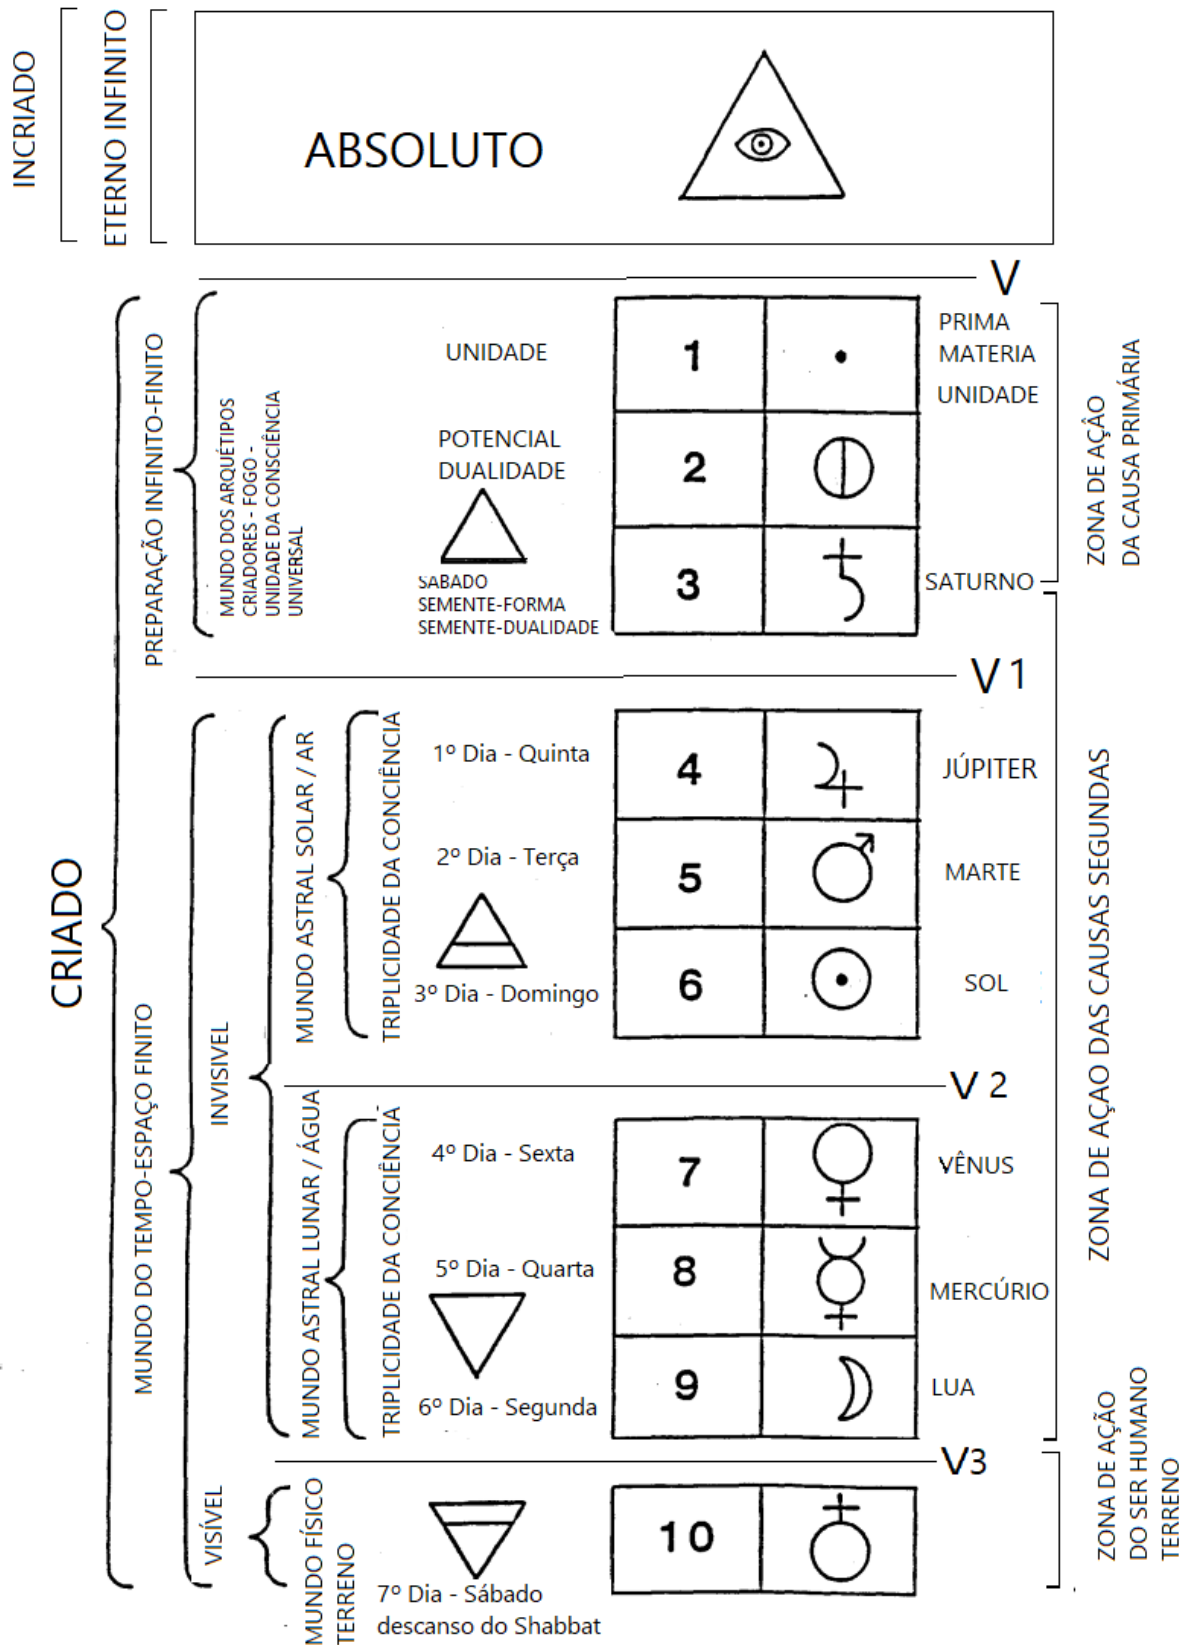 INCRIADO
ETERNO INFINITO
ABSOLUTO
V
CRIADO
PREPARAÇÃO INFINITO-FINITO
MUNDO DOS ARQUÉTIPOS
CRIADORES - FOGO -
UNIDADE DA CONSCIÊNCIA
UNIVERSAL
UNIDADE
1
PRIMA
MATERIA
UNIDADE
POTENCIAL
DUALIDADE
2
SABADO
SEMENTE-FORMA
SEMENTE-DUALIDADE
3
SATURNO
ZONA DE AÇÂO
DA CAUSA PRIMÁRIA
V 1
MUNDO DO TEMPO-ESPAÇO FINITO
INVISIVEL
MUNDO ASTRAL SOLAR / AR
TRIPLICIDADE DA CONCIÊNCIA
1º Dia - Quinta
4
JÚPITER
2º Dia - Terça
5
MARTE
3º Dia - Domingo
6
SOL
ZONA DE AÇAO DAS CAUSAS SEGUNDAS
V 2
MUNDO ASTRAL LUNAR / ÁGUA
TRIPLICIDADE DA CONCIÊNCIA
4º Dia - Sexta
7
VÊNUS
5º Dia - Quarta
8
MERCÚRIO
6º Dia - Segunda
9
LUA
V3
VISÍVEL
MUNDO FÍSICO
TERRENO
7º Dia - Sábado
descanso do Shabbat
10
ZONA DE AÇÃO
DO SER HUMANO
TERRENO